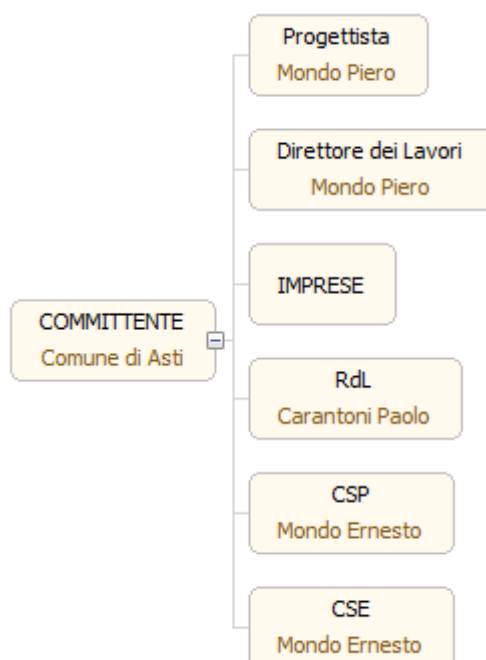 Progettista
Mondo Piero
Direttore dei Lavori
Mondo Piero
IMPRESE
COMMITTENTE
Comune di Asti
RdL
Carantoni Paolo
CSP
Mondo Ernesto
CSE
Mondo Ernesto